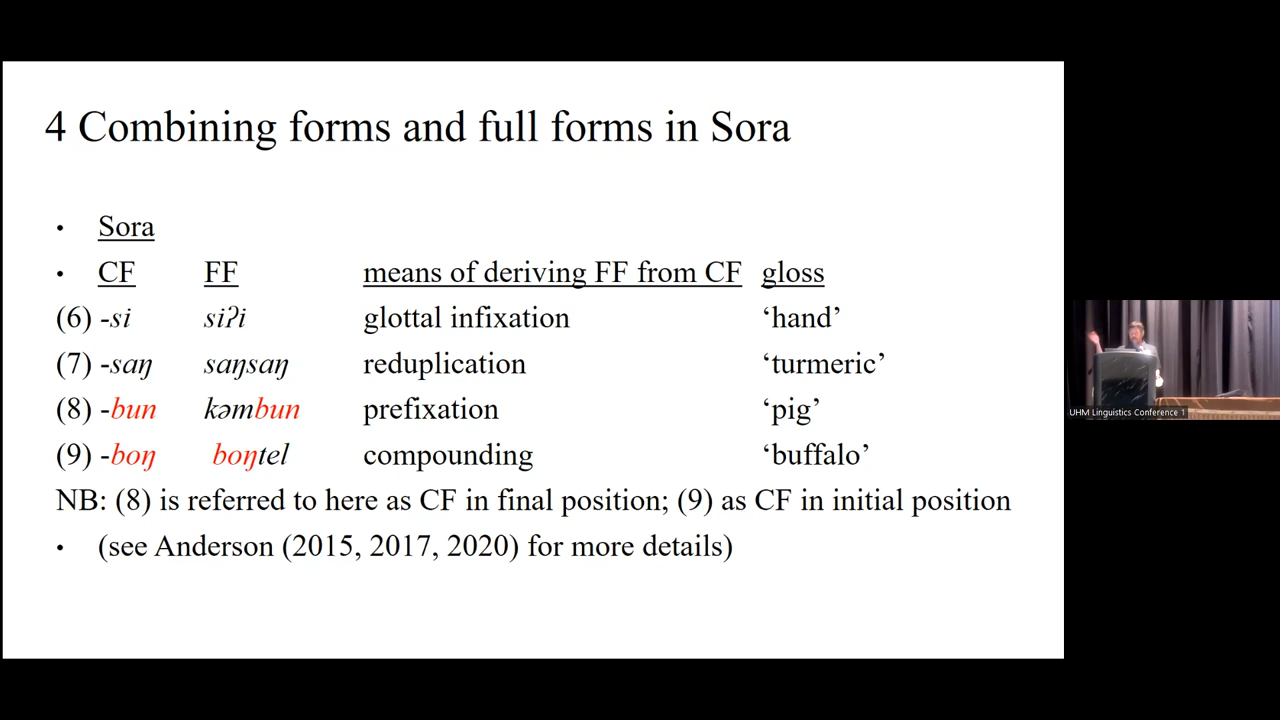 4 Combining forms and full forms in Sora
• Sora
• CF FF means of deriving FF from CF gloss
(6) -si siʔi glottal infixation ‘hand’
(7) -saŋ saŋsaŋ reduplication ‘turmeric’
(8) -bun kəmbun prefixation ‘pig’
(9) -boŋ boŋtel compounding ‘buffalo’
NB: (8) is referred to here as CF in final position; (9) as CF in initial position
• (see Anderson (2015, 2017, 2020) for more details)
UHM Linguistics Conference 1